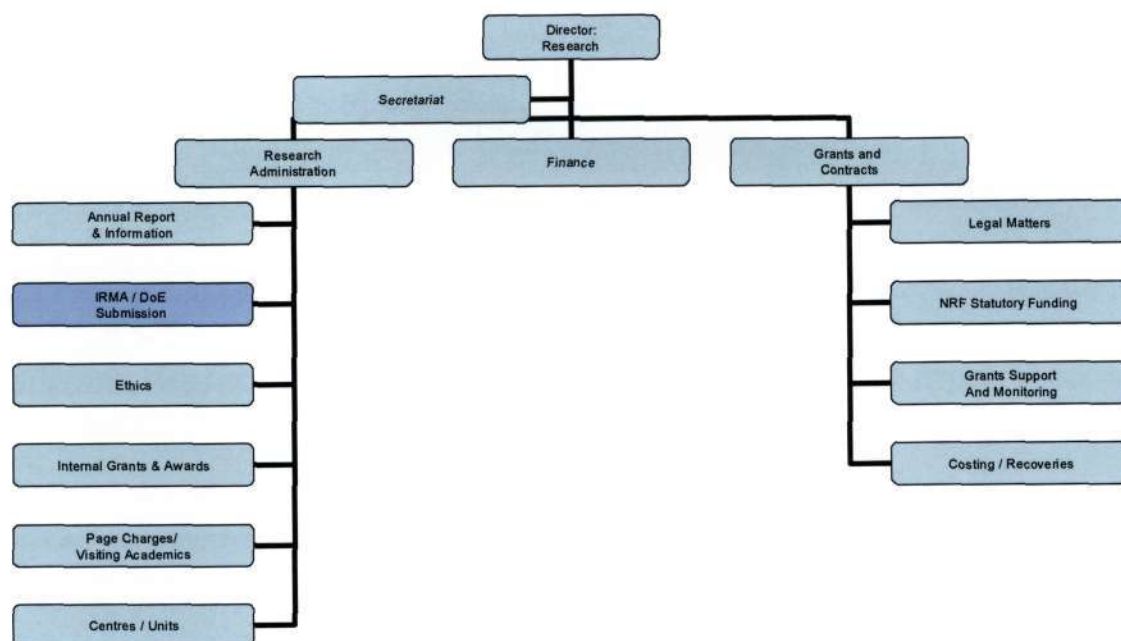 Director:
Research
Secretariat
Research
Administration
Finance
Grants and
Contracts
Annual Report
& Information
IRMA / DoE
Submission
Ethics
Internal Grants & Awards
Page Charges/
Visiting Academics
Centres / Units
Legal Matters
NRF Statutory Funding
Grants Support
And Monitoring
Costing / Recoveries